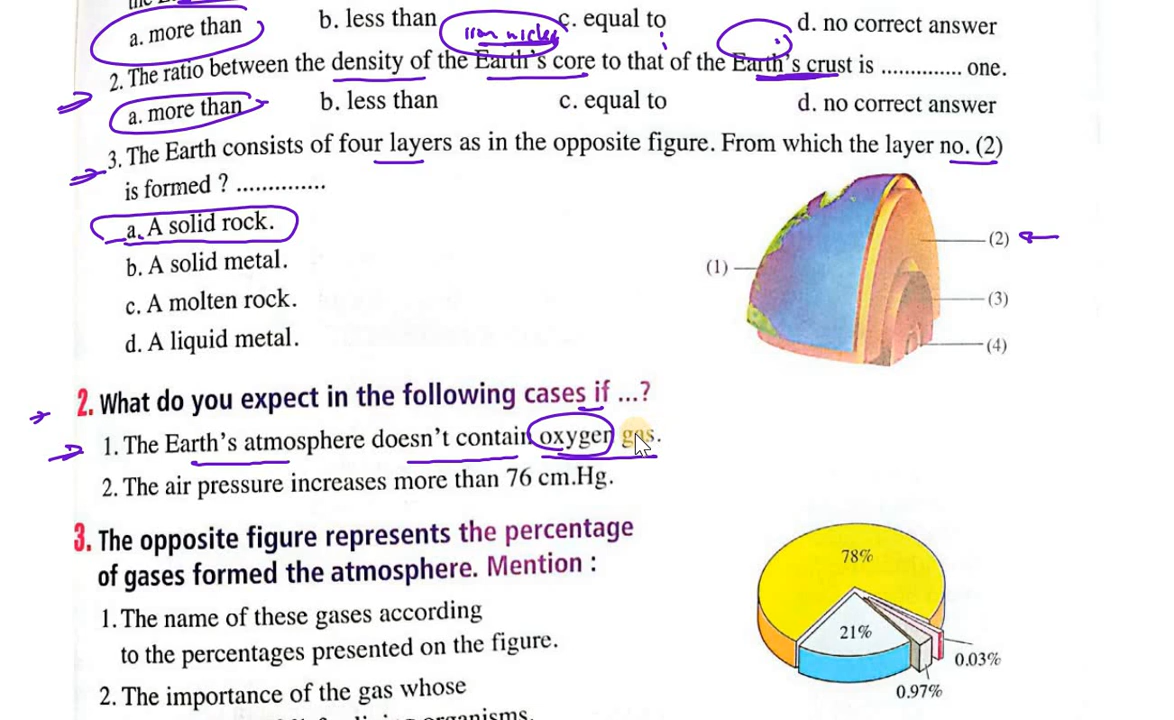 a. more than b. less than c. equal to d. no correct answer
2. The ratio between the density of the Earth's core to that of the Earth's crust is .............. one.
a. more than b. less than c. equal to d. no correct answer
3. The Earth consists of four layers as in the opposite figure. From which the layer no. (2)
is formed ? ..............
a. A solid rock.
b. A solid metal.
c. A molten rock.
d. A liquid metal.
(1)
(2)
(3)
(4)
2. What do you expect in the following cases if ...?
1. The Earth's atmosphere doesn't contain oxygen gas.
2. The air pressure increases more than 76 cm.Hg.
3. The opposite figure represents the percentage
of gases formed the atmosphere. Mention :
1. The name of these gases according
to the percentages presented on the figure.
2. The importance of the gas whose
organisms.
78%
21%
0.03%
0.97%